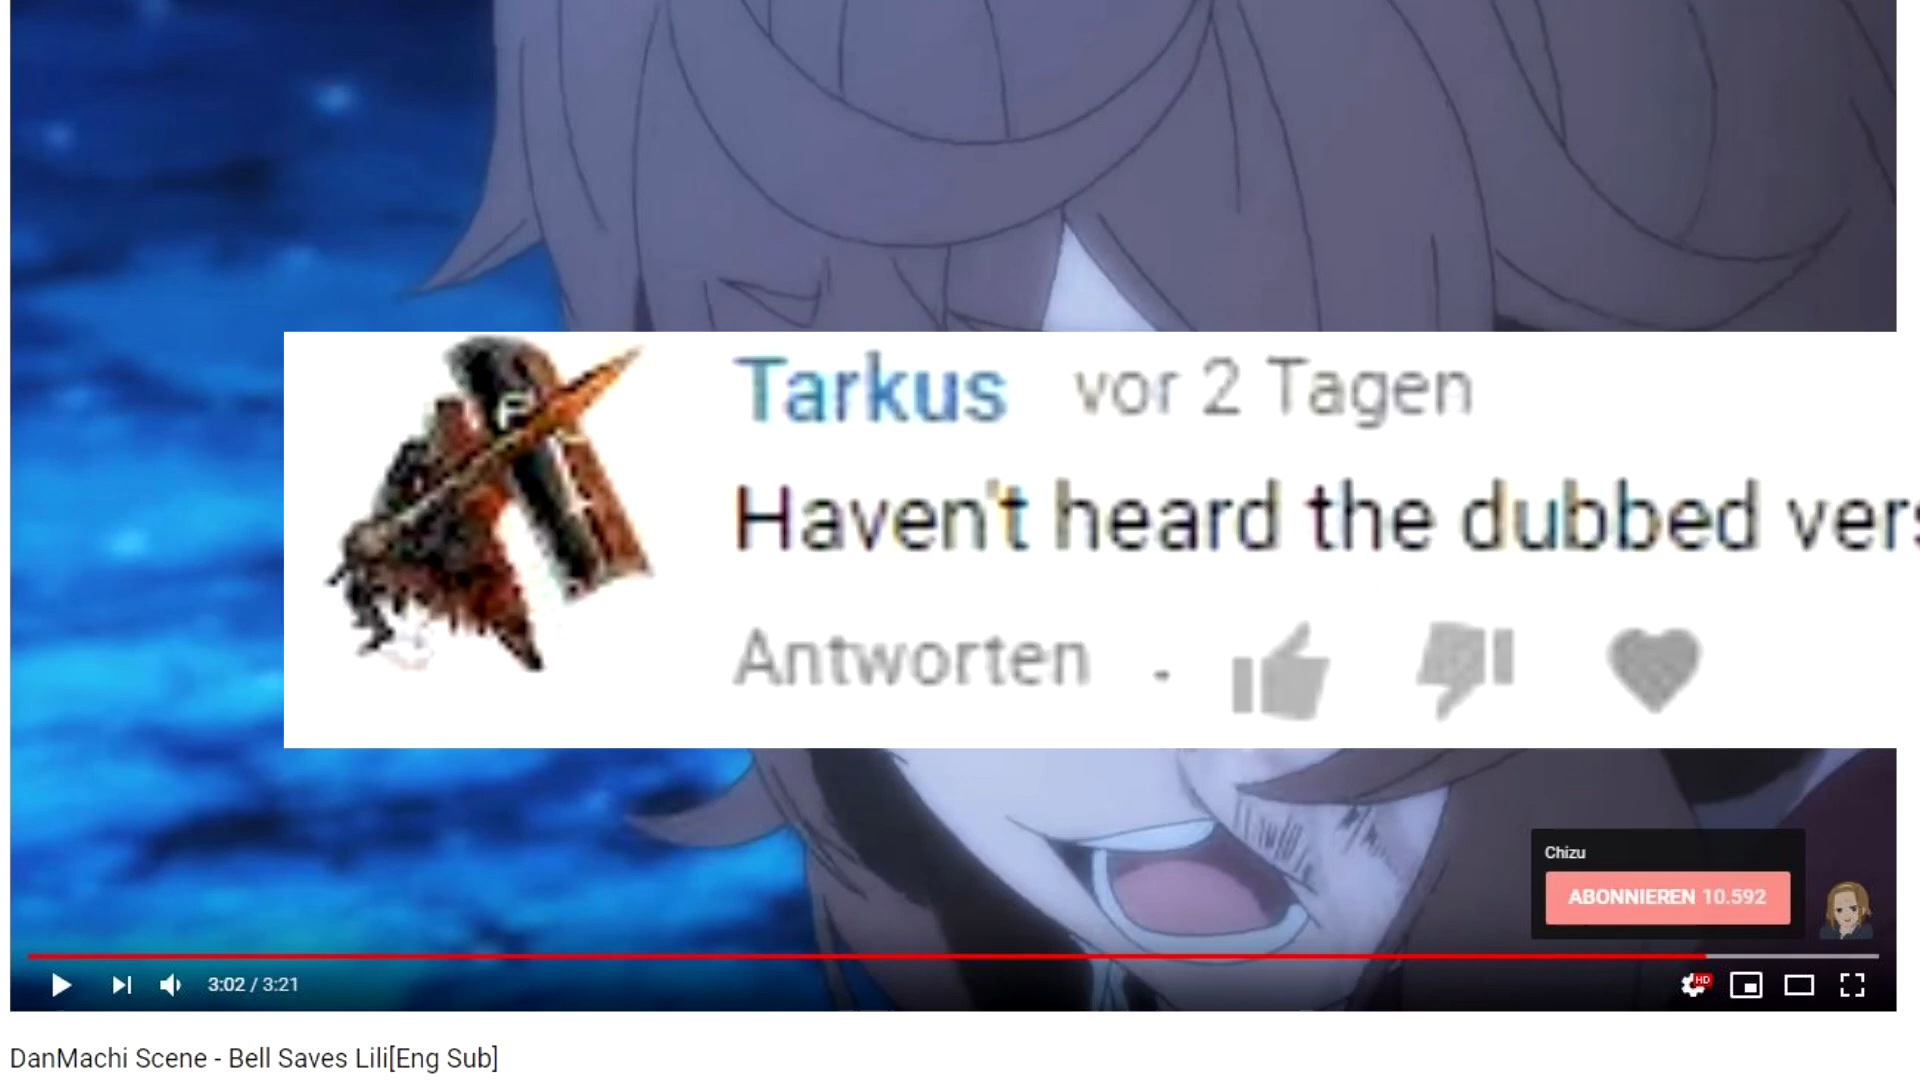 Tarkus vor 2 Tagen
Haven't heard the dubbed
Antworten
Chizu
ABONNIEREN 10.592
3:02 / 3:21
HD
DanMachi Scene - Bell Saves Lili[Eng Sub]